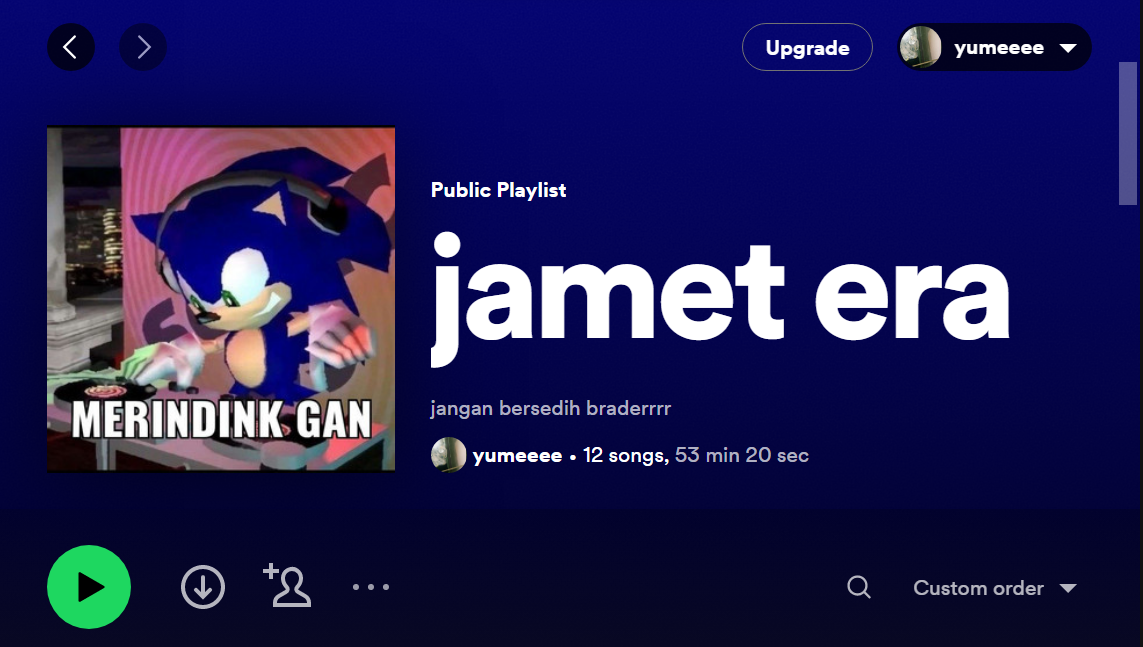 Upgrade
yumeeee
MERINDINK GAN
Public Playlist
jamet era
jangan bersedih braderrrr
yumeeee • 12 songs, 53 min 20 sec
Custom order